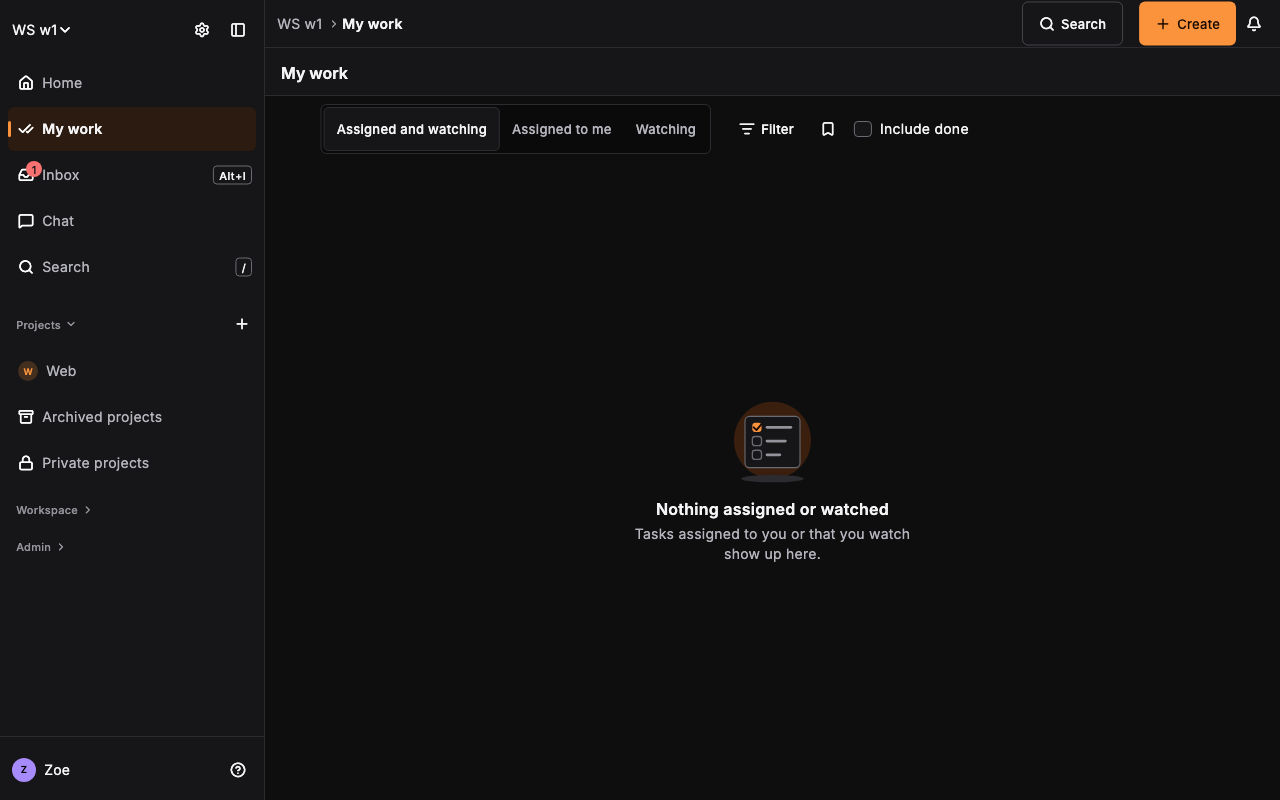 WS w1
Home
My work
1
Inbox
Alt+I
Chat
Search
/
Projects
W
Web
Archived projects
Private projects
Workspace
Admin
Z
Zoe
WS w1 > My work
Search
+ Create
My work
Assigned and watching
Assigned to me
Watching
Filter
Include done
Nothing assigned or watched
Tasks assigned to you or that you watch
show up here.